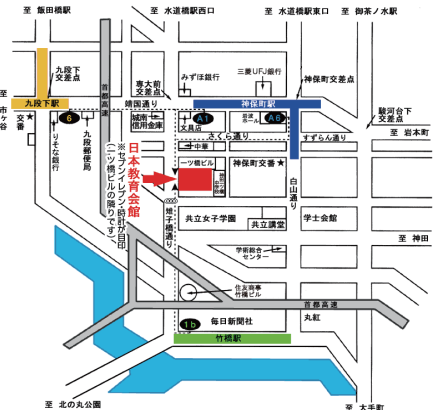 至 飯田橋駅
至 水道橋駅西口
至 水道橋駅東口
至 御茶ノ水駅
九段下
交差点
専大前
交差点
みずほ銀行
三菱UFJ銀行
神保町交差点
至
市ヶ谷
九段下駅
首都高速
靖国通り
神保町駅
駿河台下
交差点
交番
6
城南
信用金庫
A1
文具店
岩波
ホール
A6
さくら通り
すずらん通り
至 岩本町
りそな銀行
九段郵便局
中華
日本教育会館
※セブンイレブン・時計が目印
(一ツ橋ビルの隣りです)
一ツ橋ビル
神保町交番★
白山通り
雉子橋通り
共立女子学園
共立講堂
学士会館
学術総合
センター
至 神田
住友商事
竹橋ビル
首都高速
1b
毎日新聞社
丸紅
竹橋駅
至 北の丸公園
至 大手町